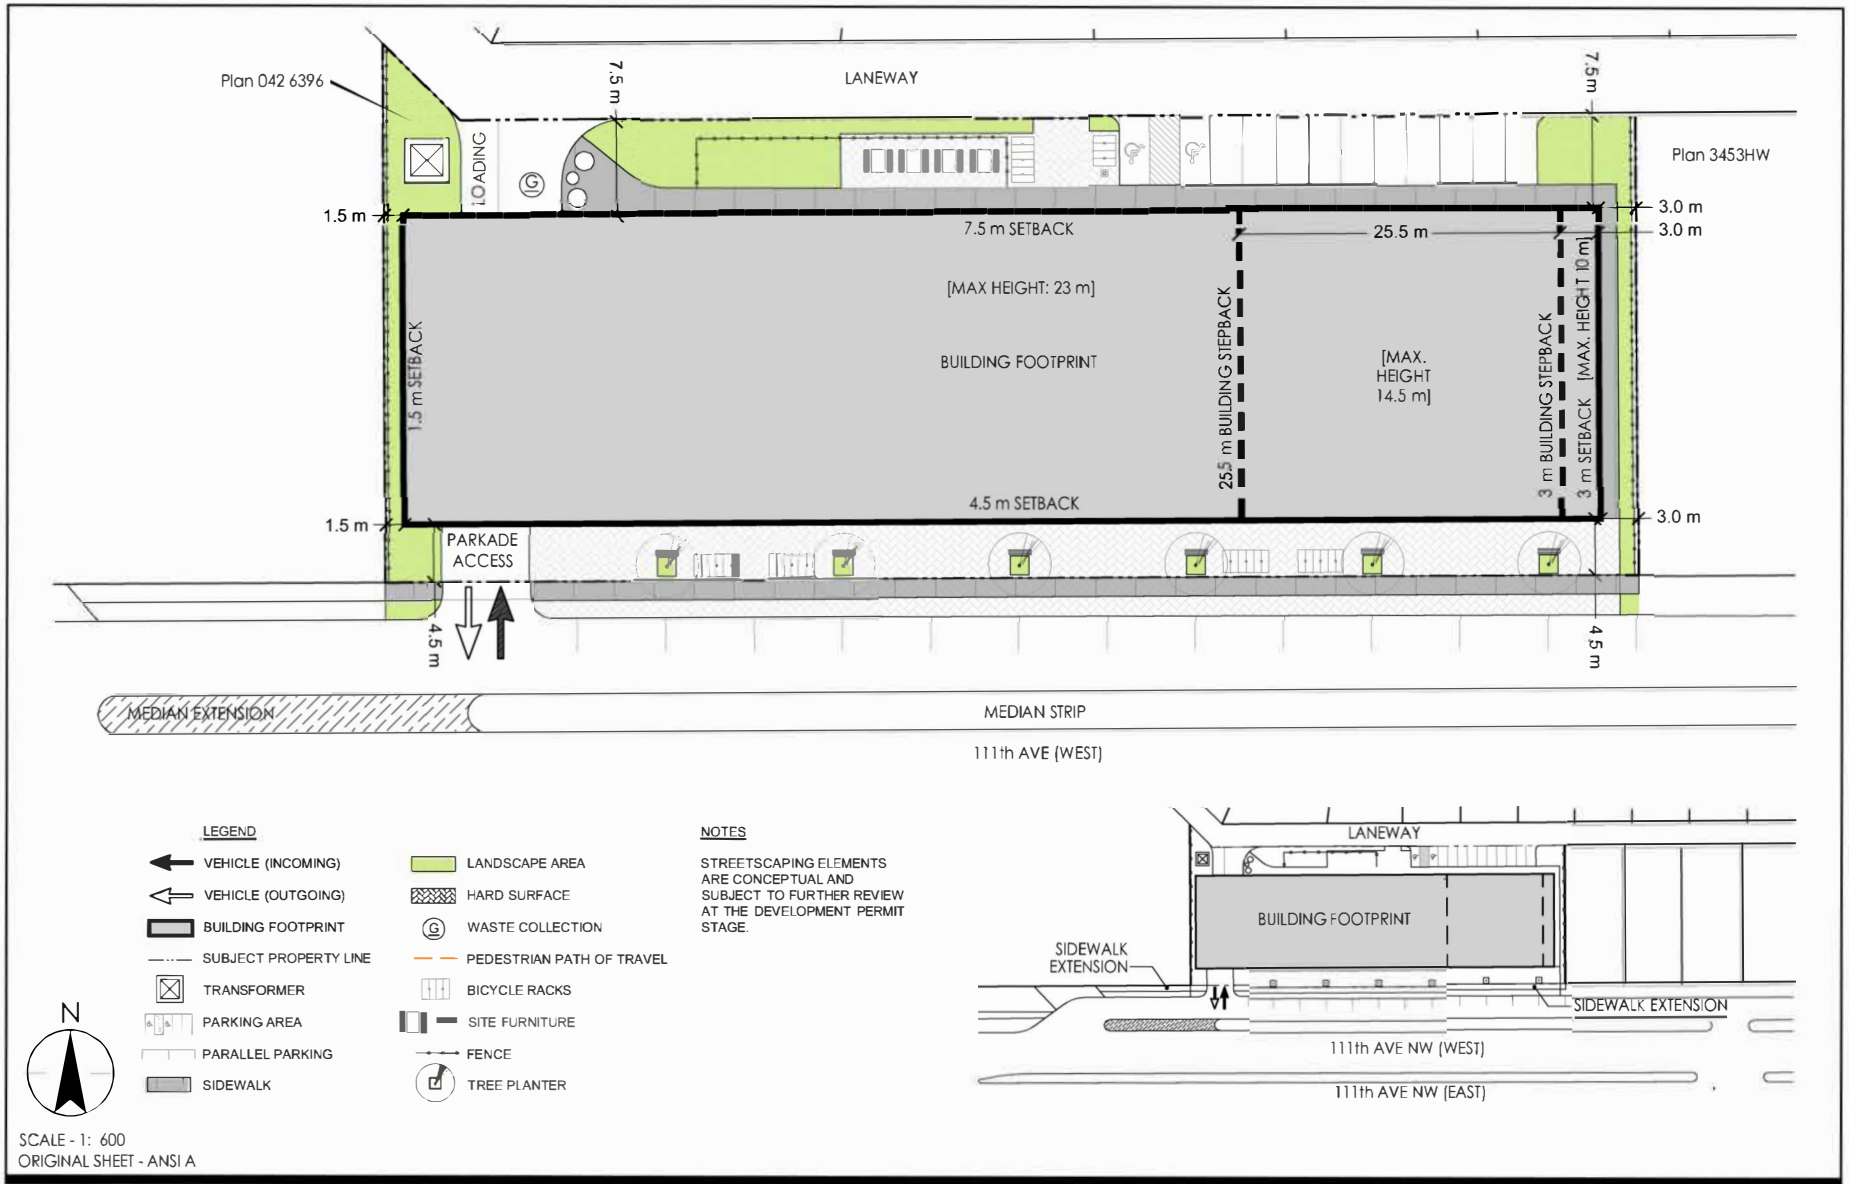 LANEWAY
7.5 m
7.5 m
Plan 042 6396
Plan 3453HW
LOADING
G
1.5 m
3.0 m
7.5 m SETBACK
25.5 m
3.0 m
[MAX HEIGHT: 23 m]
1.5 m SETBACK
BUILDING FOOTPRINT
25.5 m BUILDING STEPBACK
[MAX.
HEIGHT
14.5 m]
3 m BUILDING STEPBACK
3 m SETBACK [MAX. HEIGHT 10 m]
4.5 m SETBACK
1.5 m
3.0 m
PARKADE
ACCESS
4.5 m
4.5 m
MEDIAN EXTENSION
MEDIAN STRIP
111th AVE (WEST)
LEGEND
VEHICLE (INCOMING)
VEHICLE (OUTGOING)
BUILDING FOOTPRINT
SUBJECT PROPERTY LINE
TRANSFORMER
PARKING AREA
PARALLEL PARKING
SIDEWALK
LANDSCAPE AREA
HARD SURFACE
G
WASTE COLLECTION
PEDESTRIAN PATH OF TRAVEL
BICYCLE RACKS
SITE FURNITURE
FENCE
TREE PLANTER
NOTES
STREETSCAPING ELEMENTS
ARE CONCEPTUAL AND
SUBJECT TO FURTHER REVIEW
AT THE DEVELOPMENT PERMIT
STAGE.
LANEWAY
BUILDING FOOTPRINT
SIDEWALK
EXTENSION
SIDEWALK EXTENSION
111th AVE NW (WEST)
111th AVE NW (EAST)
N
SCALE - 1: 600
ORIGINAL SHEET - ANSI A